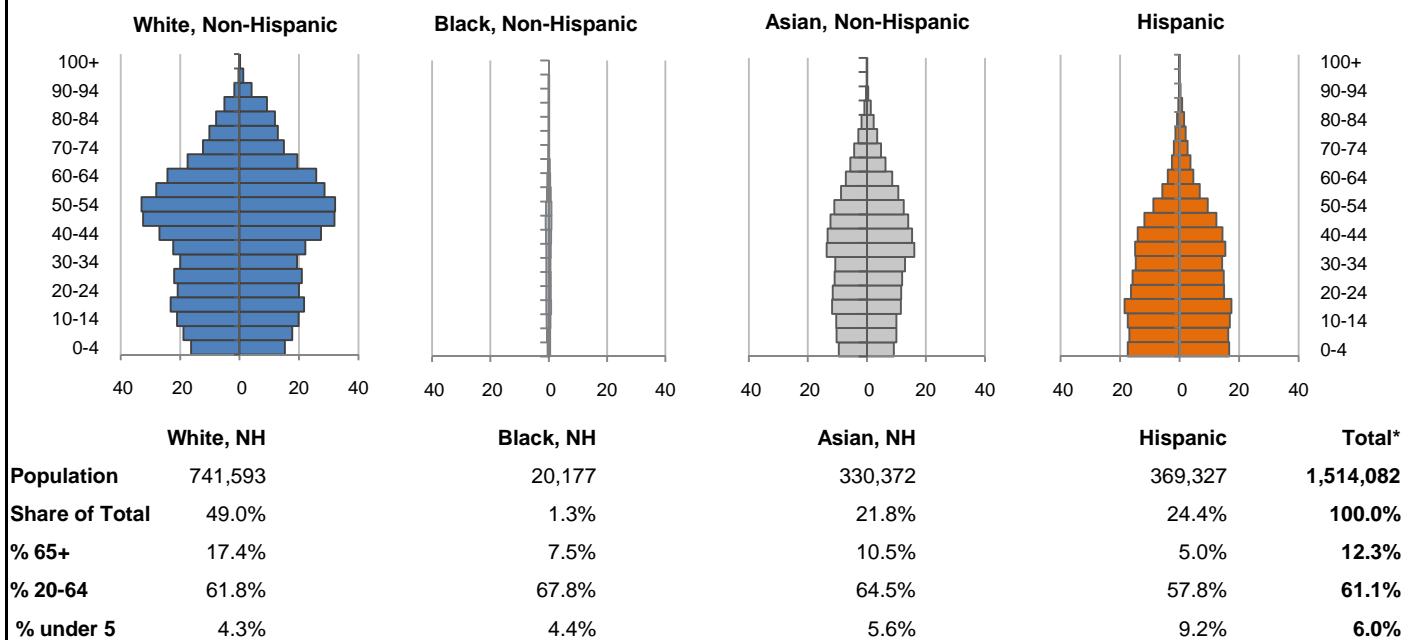 White, Non-Hispanic Black, Non-Hispanic Asian, Non-Hispanic Hispanic
100+ 100+
90-94 90-94
80-84 80-84
70-74 70-74
60-64 60-64
50-54 50-54
40-44 40-44
30-34 30-34
20-24 20-24
10-14 10-14
0-4 0-4
40 20 0 20 40 40 20 0 20 40 40 20 0 20 40 40 20 0 20 40
White, NH Black, NH Asian, NH Hispanic Total*
Population 741,593 20,177 330,372 369,327 1,514,082
Share of Total 49.0% 1.3% 21.8% 24.4% 100.0%
% 65+ 17.4% 7.5% 10.5% 5.0% 12.3%
% 20-64 61.8% 67.8% 64.5% 57.8% 61.1%
% under 5 4.3% 4.4% 5.6% 9.2% 6.0%